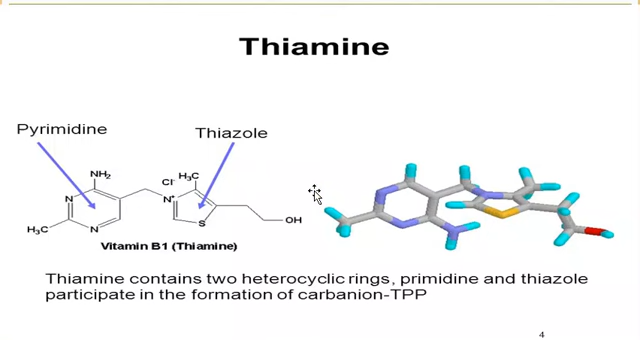 Thiamine
Pyrimidine
Thiazole
NH₂
Cl⁻
H₃C
N
N⁺
N
S
OH
H₃C
Vitamin B1 (Thiamine)
Thiamine contains two heterocyclic rings, primidine and thiazole
participate in the formation of carbanion-TPP
4